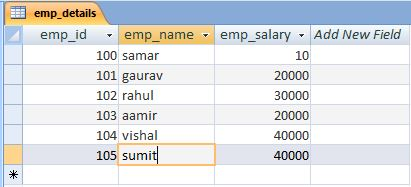 emp_details
emp_id emp_name emp_salary Add New Field
100 samar 10
101 gaurav 20000
102 rahul 30000
103 aamir 20000
104 vishal 40000
105 sumit 40000